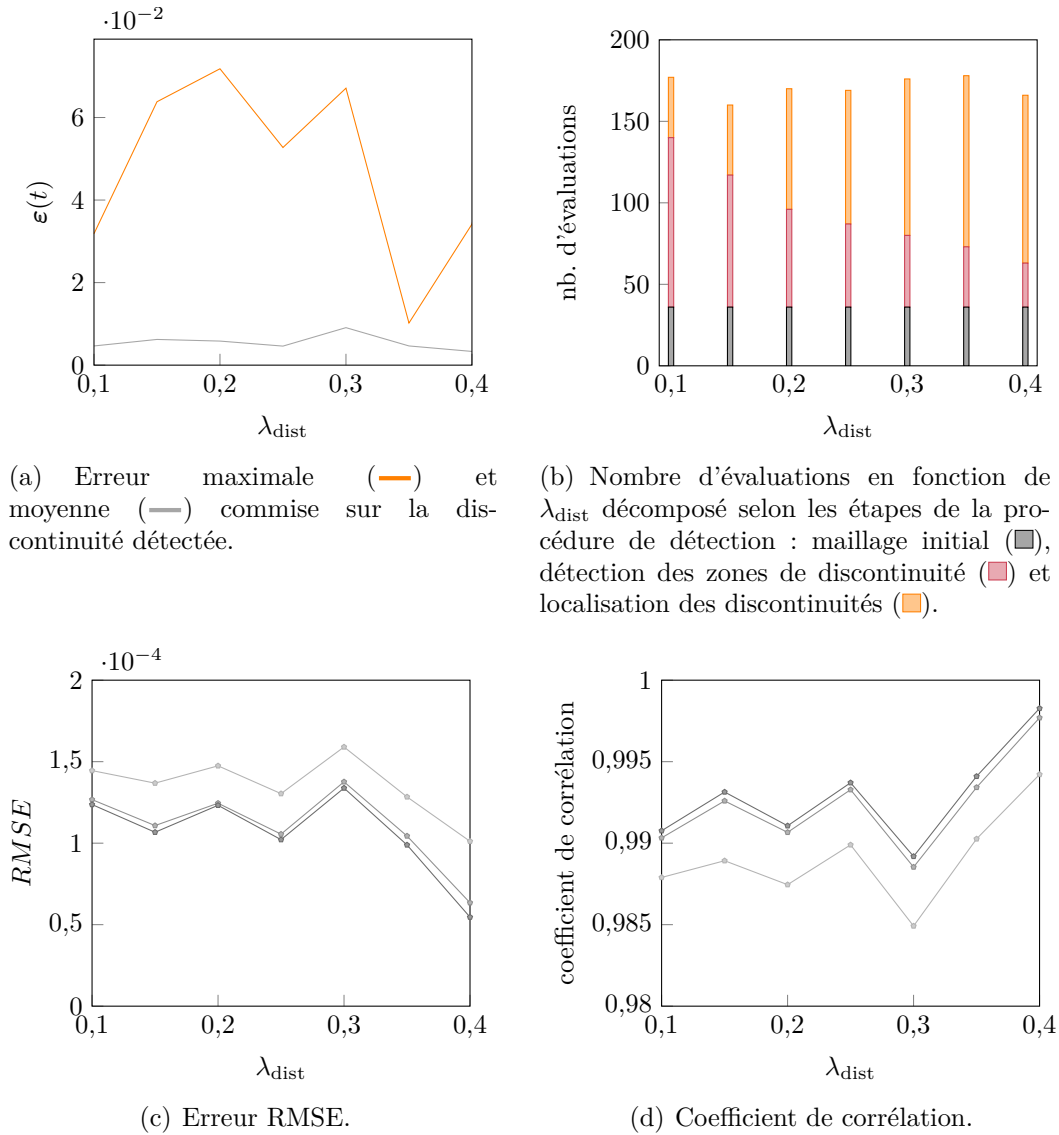 ·10−2
6
4
2
0
ε(t)
0,1 0,2 0,3 0,4
λdist
(a) Erreur maximale (—) et
moyenne (—) commise sur la dis-
continuité détectée.
200
150
100
50
0
nb. d'évaluations
0,1 0,2 0,3 0,4
λdist
(b) Nombre d'évaluations en fonction de
λdist décomposé selon les étapes de la pro-
cédure de détection : maillage initial (■),
détection des zones de discontinuité (■) et
localisation des discontinuités (■).
·10−4
2
1,5
1
0,5
0
RMSE
0,1 0,2 0,3 0,4
λdist
(c) Erreur RMSE.
1
0,995
0,99
0,985
0,98
coefficient de corrélation
0,1 0,2 0,3 0,4
λdist
(d) Coefficient de corrélation.